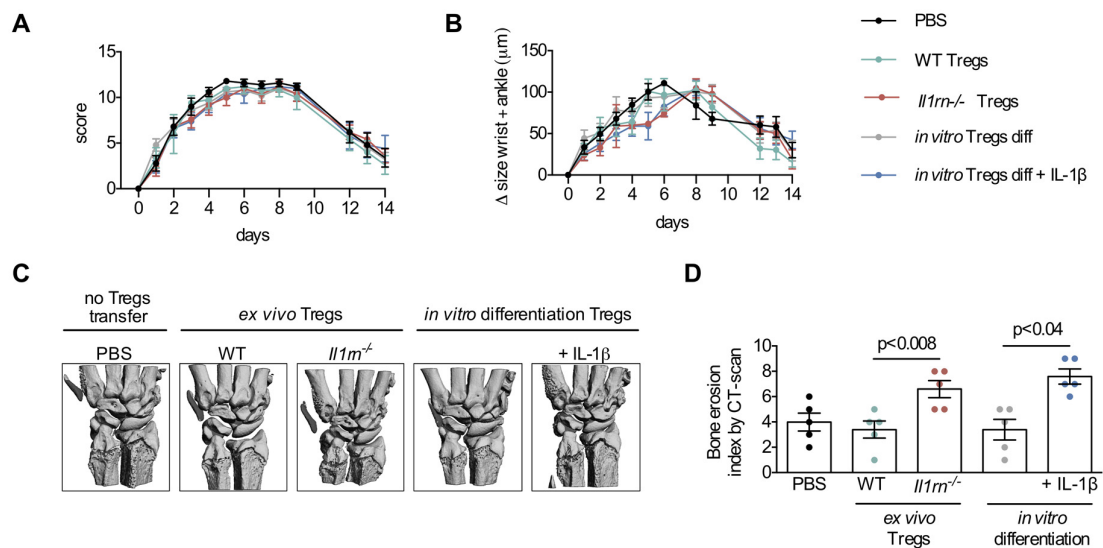 A
score
15
10
5
0
0 2 4 6 8 10 12 14
days
B
Δ size wrist + ankle (μm)
150
100
50
0
0 2 4 6 8 10 12 14
days
PBS
WT Tregs
Il1rn-/- Tregs
in vitro Tregs diff
in vitro Tregs diff + IL-1β
C
no Tregs
transfer
ex vivo Tregs
in vitro differentiation Tregs
PBS
WT
Il1rn-/-
+ IL-1β
D
p<0.008
p<0.04
Bone erosion
index by CT-scan
10
8
6
4
2
0
PBS
WT
Il1rn-/-
+ IL-1β
ex vivo
Tregs
in vitro
differentiation